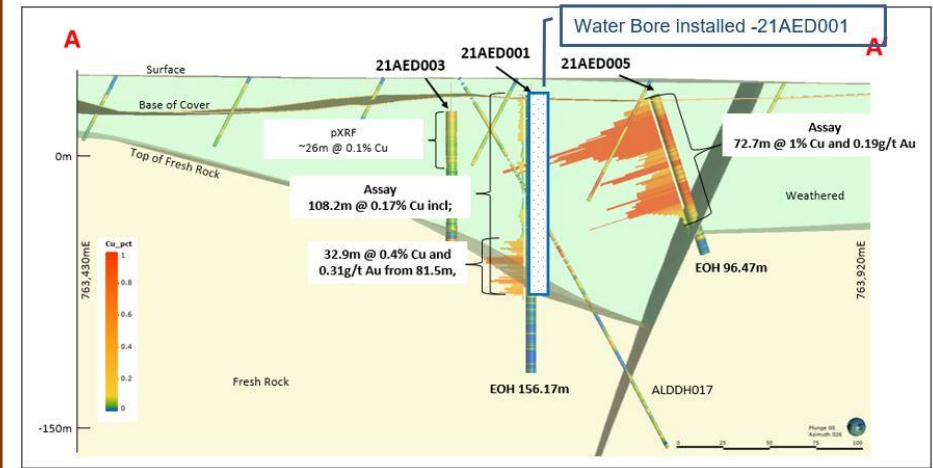 Water Bore installed -21AED001
A
A'
21AED001
21AED003
21AED005
Surface
Base of Cover
pXRF
~26m @ 0.1% Cu
Assay
72.7m @ 1% Cu and 0.19g/t Au
0m
Top of Fresh Rock
Assay
108.2m @ 0.17% Cu incl;
Weathered
32.9m @ 0.4% Cu and
0.31g/t Au from 81.5m,
Cu_pct
1
0.8
0.6
0.4
0.2
0
763,430mE
763,920mE
EOH 96.47m
Fresh Rock
EOH 156.17m
ALDDH017
-150m
Plunge 00
Azimuth 026
0 25 50 75 100